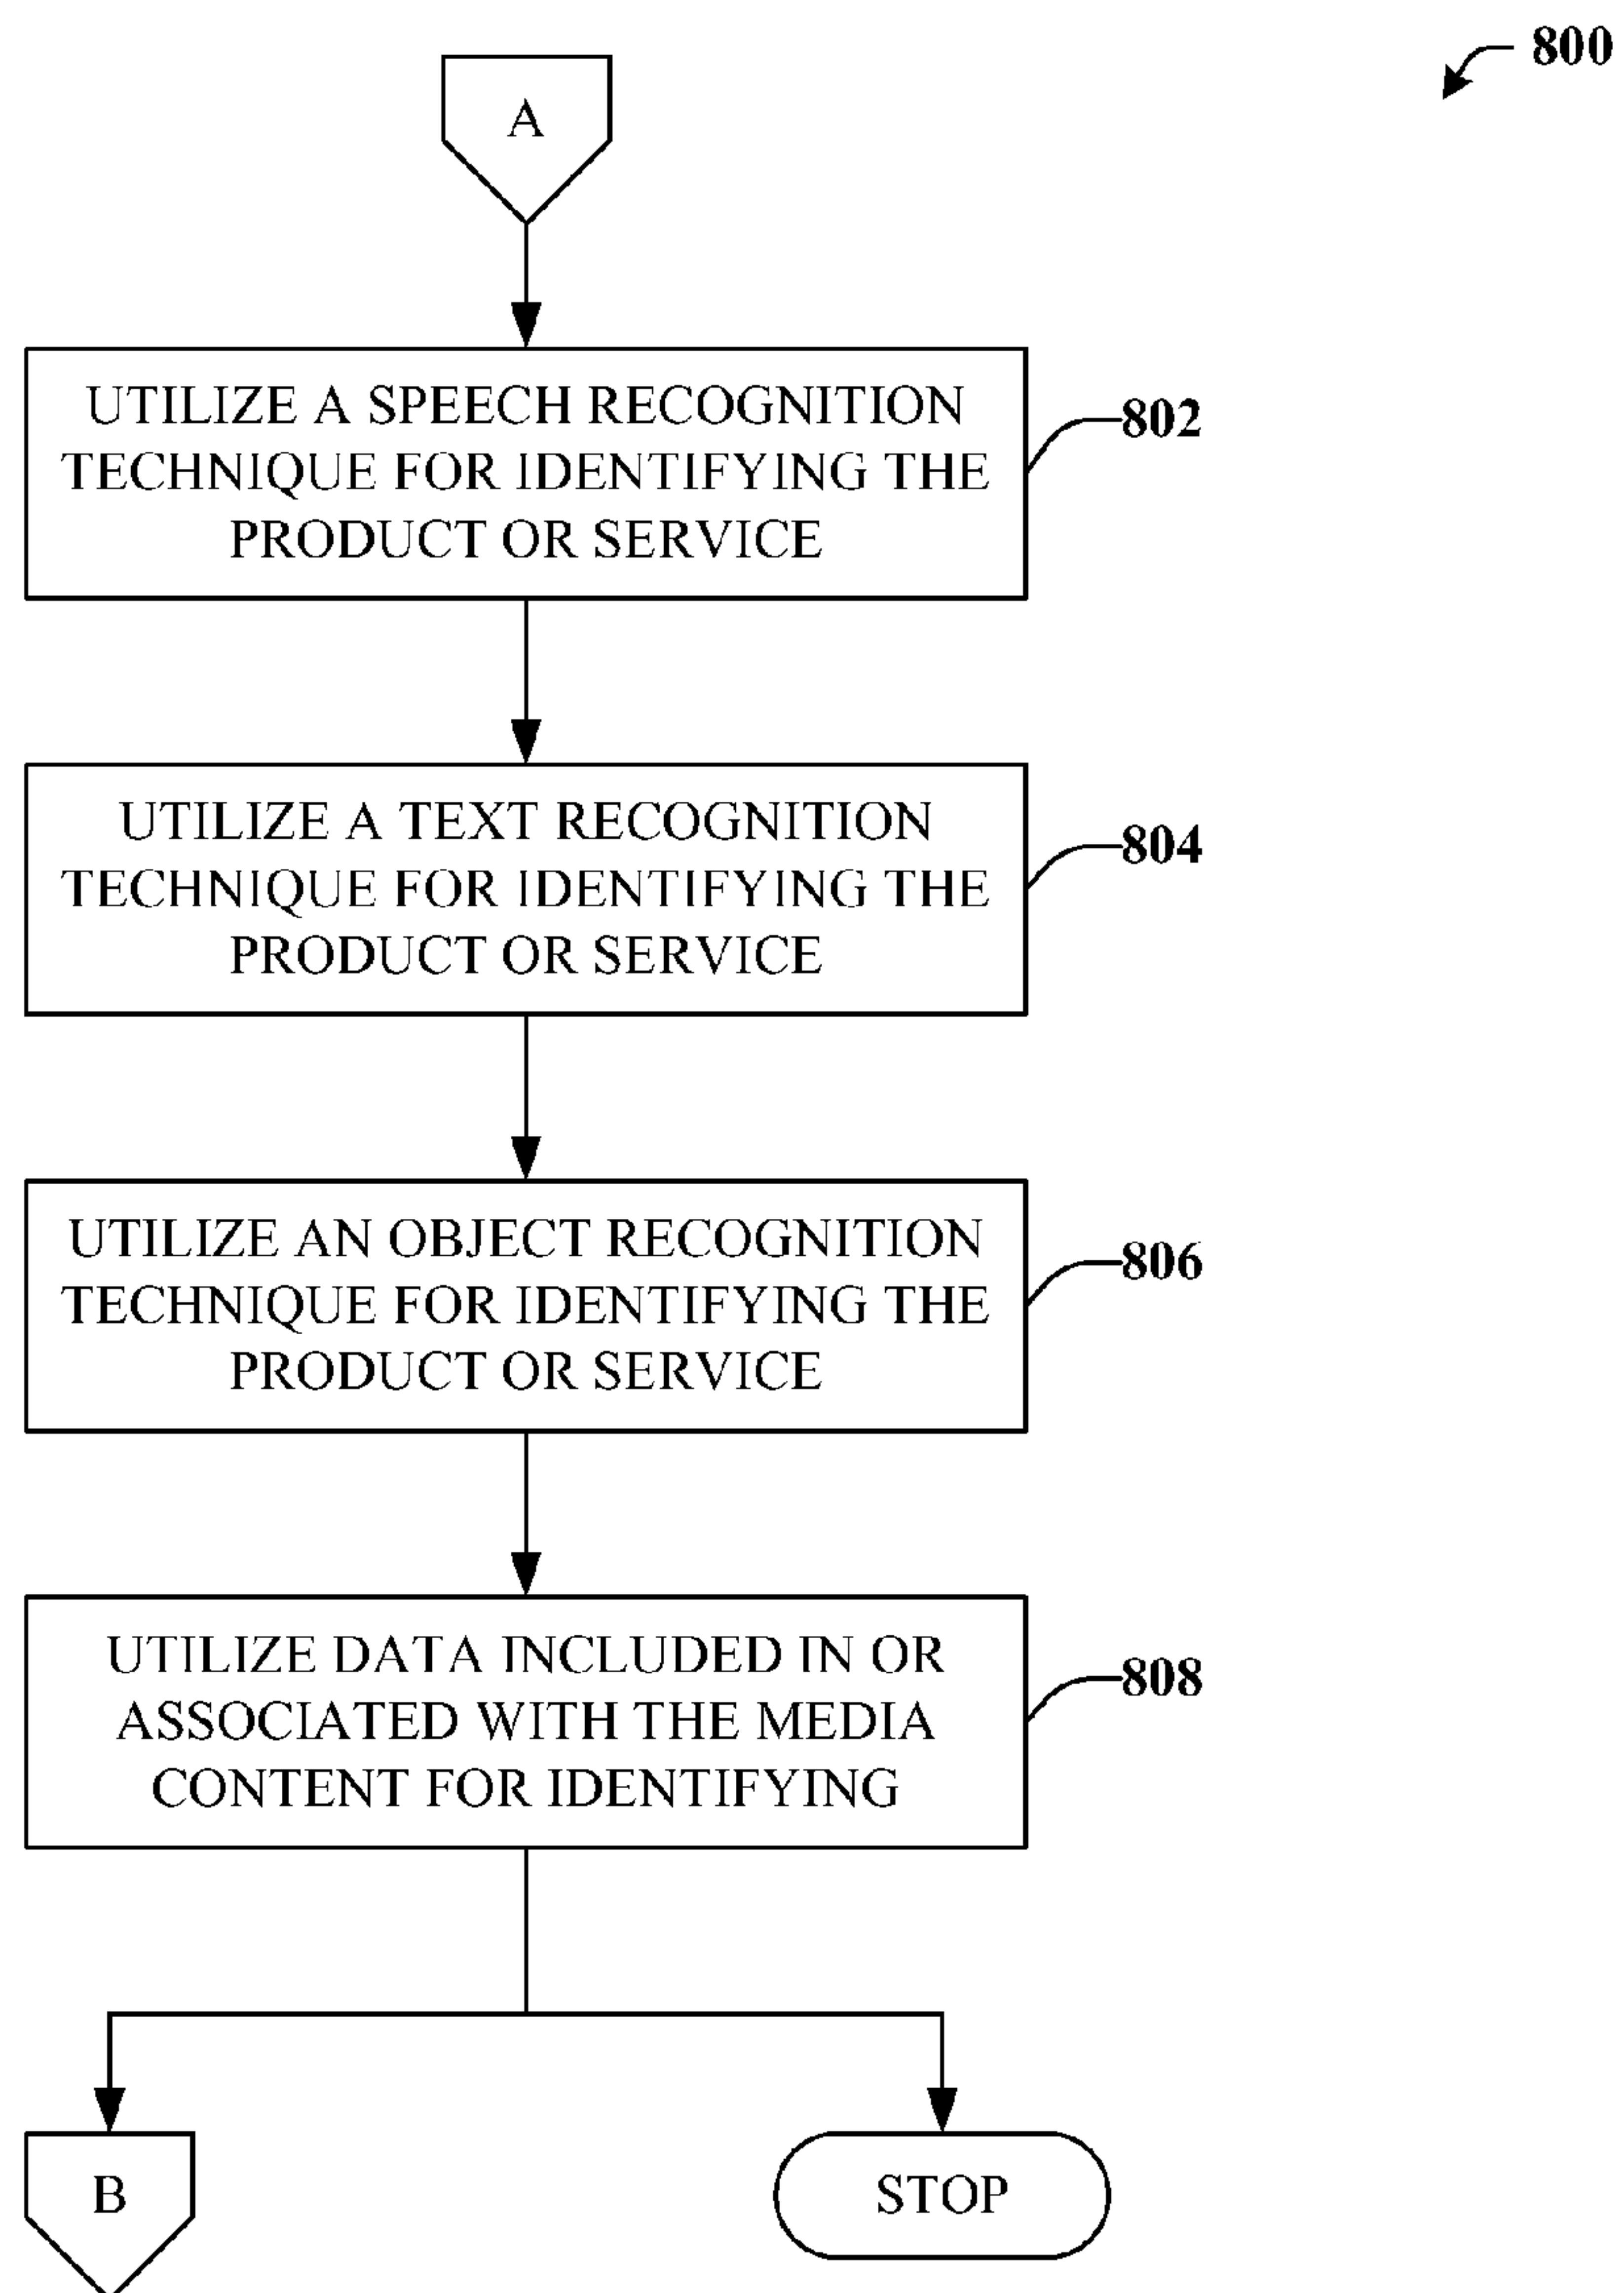 800
A
UTILIZE A SPEECH RECOGNITION
TECHNIQUE FOR IDENTIFYING THE
PRODUCT OR SERVICE
802
UTILIZE A TEXT RECOGNITION
TECHNIQUE FOR IDENTIFYING THE
PRODUCT OR SERVICE
804
UTILIZE AN OBJECT RECOGNITION
TECHNIQUE FOR IDENTIFYING THE
PRODUCT OR SERVICE
806
UTILIZE DATA INCLUDED IN OR
ASSOCIATED WITH THE MEDIA
CONTENT FOR IDENTIFYING
808
B
STOP